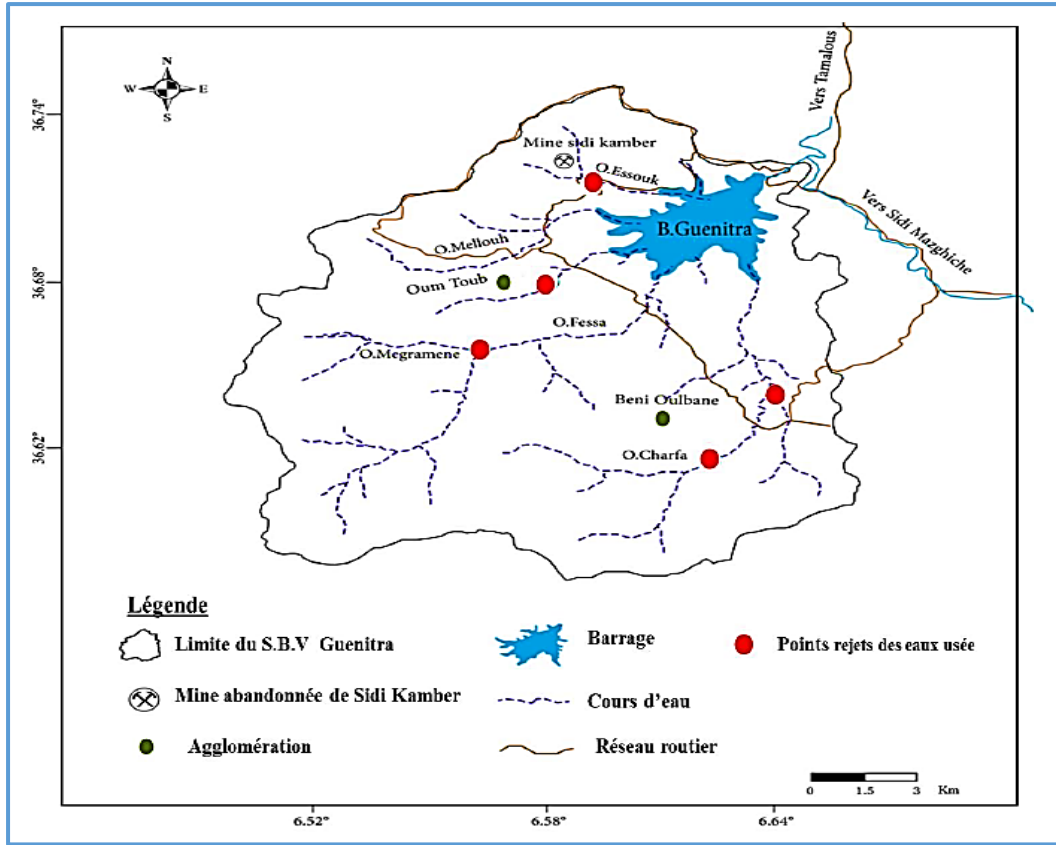 N
W E
S
36.74°
36.68°
36.62°
Vers Tamalous
Mine sidi kamber
O.Essouk
Vers Sidi Mazghiche
B.Guenitra
O.Mellouh
Oum Toub
O.Fessa
O.Megramene
Beni Oulbane
O.Charfa
Légende
Limite du S.B.V Guenitra
Barrage
Points rejets des eaux usée
Mine abandonnée de Sidi Kamber
Cours d'eau
Agglomération
Réseau routier
0 1.5 3 Km
6.52° 6.58° 6.64°